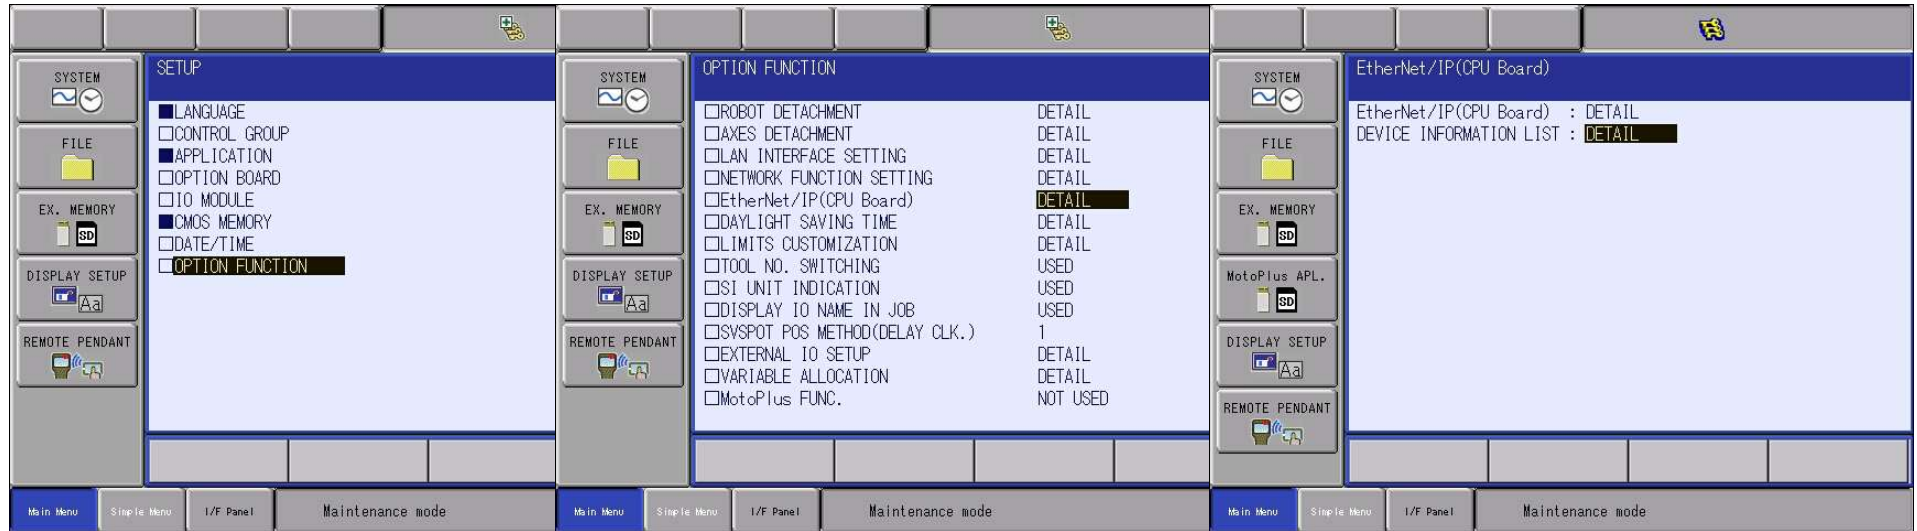 SYSTEM
FILE
EX. MEMORY
SD
DISPLAY SETUP
Aa
REMOTE PENDANT
SETUP
■LANGUAGE
□CONTROL GROUP
■APPLICATION
□OPTION BOARD
□IO MODULE
■CMOS MEMORY
□DATE/TIME
□OPTION FUNCTION
Main Menu
Simple Menu
I/F Panel
Maintenance mode
SYSTEM
FILE
EX. MEMORY
SD
DISPLAY SETUP
Aa
REMOTE PENDANT
OPTION FUNCTION
□ROBOT DETACHMENT DETAIL
□AXES DETACHMENT DETAIL
□LAN INTERFACE SETTING DETAIL
□NETWORK FUNCTION SETTING DETAIL
□EtherNet/IP(CPU Board) DETAIL
□DAYLIGHT SAVING TIME DETAIL
□LIMITS CUSTOMIZATION DETAIL
□TOOL NO. SWITCHING USED
□SI UNIT INDICATION USED
□DISPLAY IO NAME IN JOB USED
□SVSPOT POS METHOD(DELAY CLK.) 1
□EXTERNAL IO SETUP DETAIL
□VARIABLE ALLOCATION DETAIL
□MotoPlus FUNC. NOT USED
Main Menu
Simple Menu
I/F Panel
Maintenance mode
SYSTEM
FILE
EX. MEMORY
SD
MotoPlus APL.
SD
DISPLAY SETUP
Aa
REMOTE PENDANT
EtherNet/IP(CPU Board)
EtherNet/IP(CPU Board) : DETAIL
DEVICE INFORMATION LIST : DETAIL
Main Menu
Simple Menu
I/F Panel
Maintenance mode